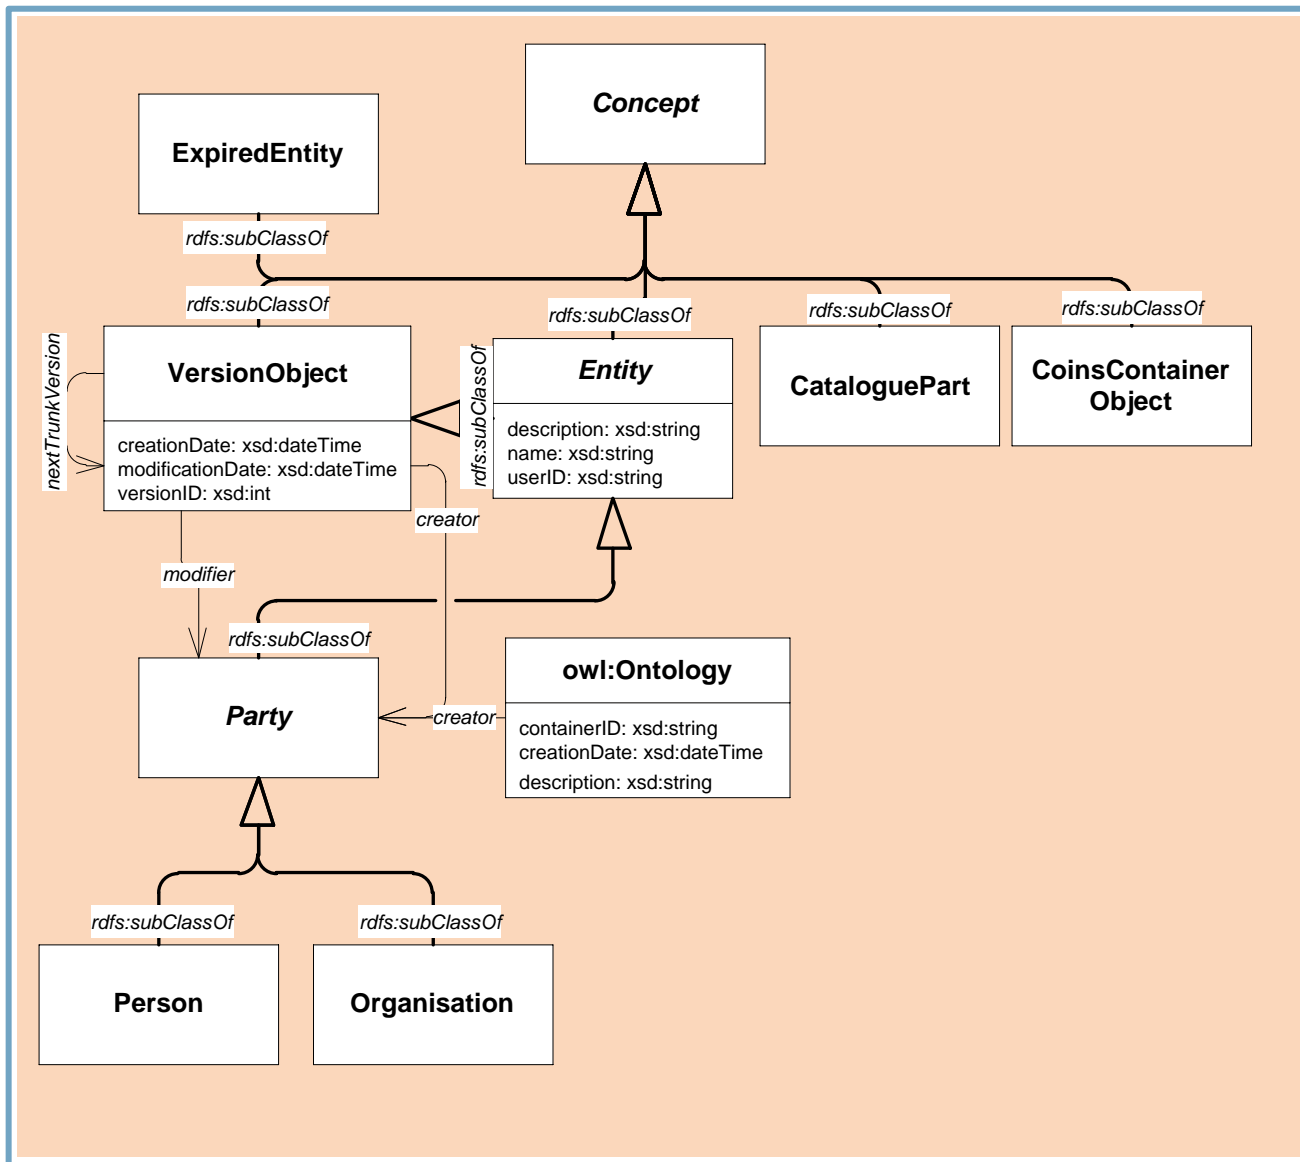 Concept
ExpiredEntity
rdfs:subClassOf
rdfs:subClassOf
rdfs:subClassOf
rdfs:subClassOf
rdfs:subClassOf
VersionObject
creationDate: xsd:dateTime
modificationDate: xsd:dateTime
versionID: xsd:int
nextTrunkVersion
rdfs:subClassOf
Entity
description: xsd:string
name: xsd:string
userID: xsd:string
CataloguePart
CoinsContainer
Object
creator
modifier
rdfs:subClassOf
Party
creator
owl:Ontology
containerID: xsd:string
creationDate: xsd:dateTime
description: xsd:string
rdfs:subClassOf
rdfs:subClassOf
Person
Organisation